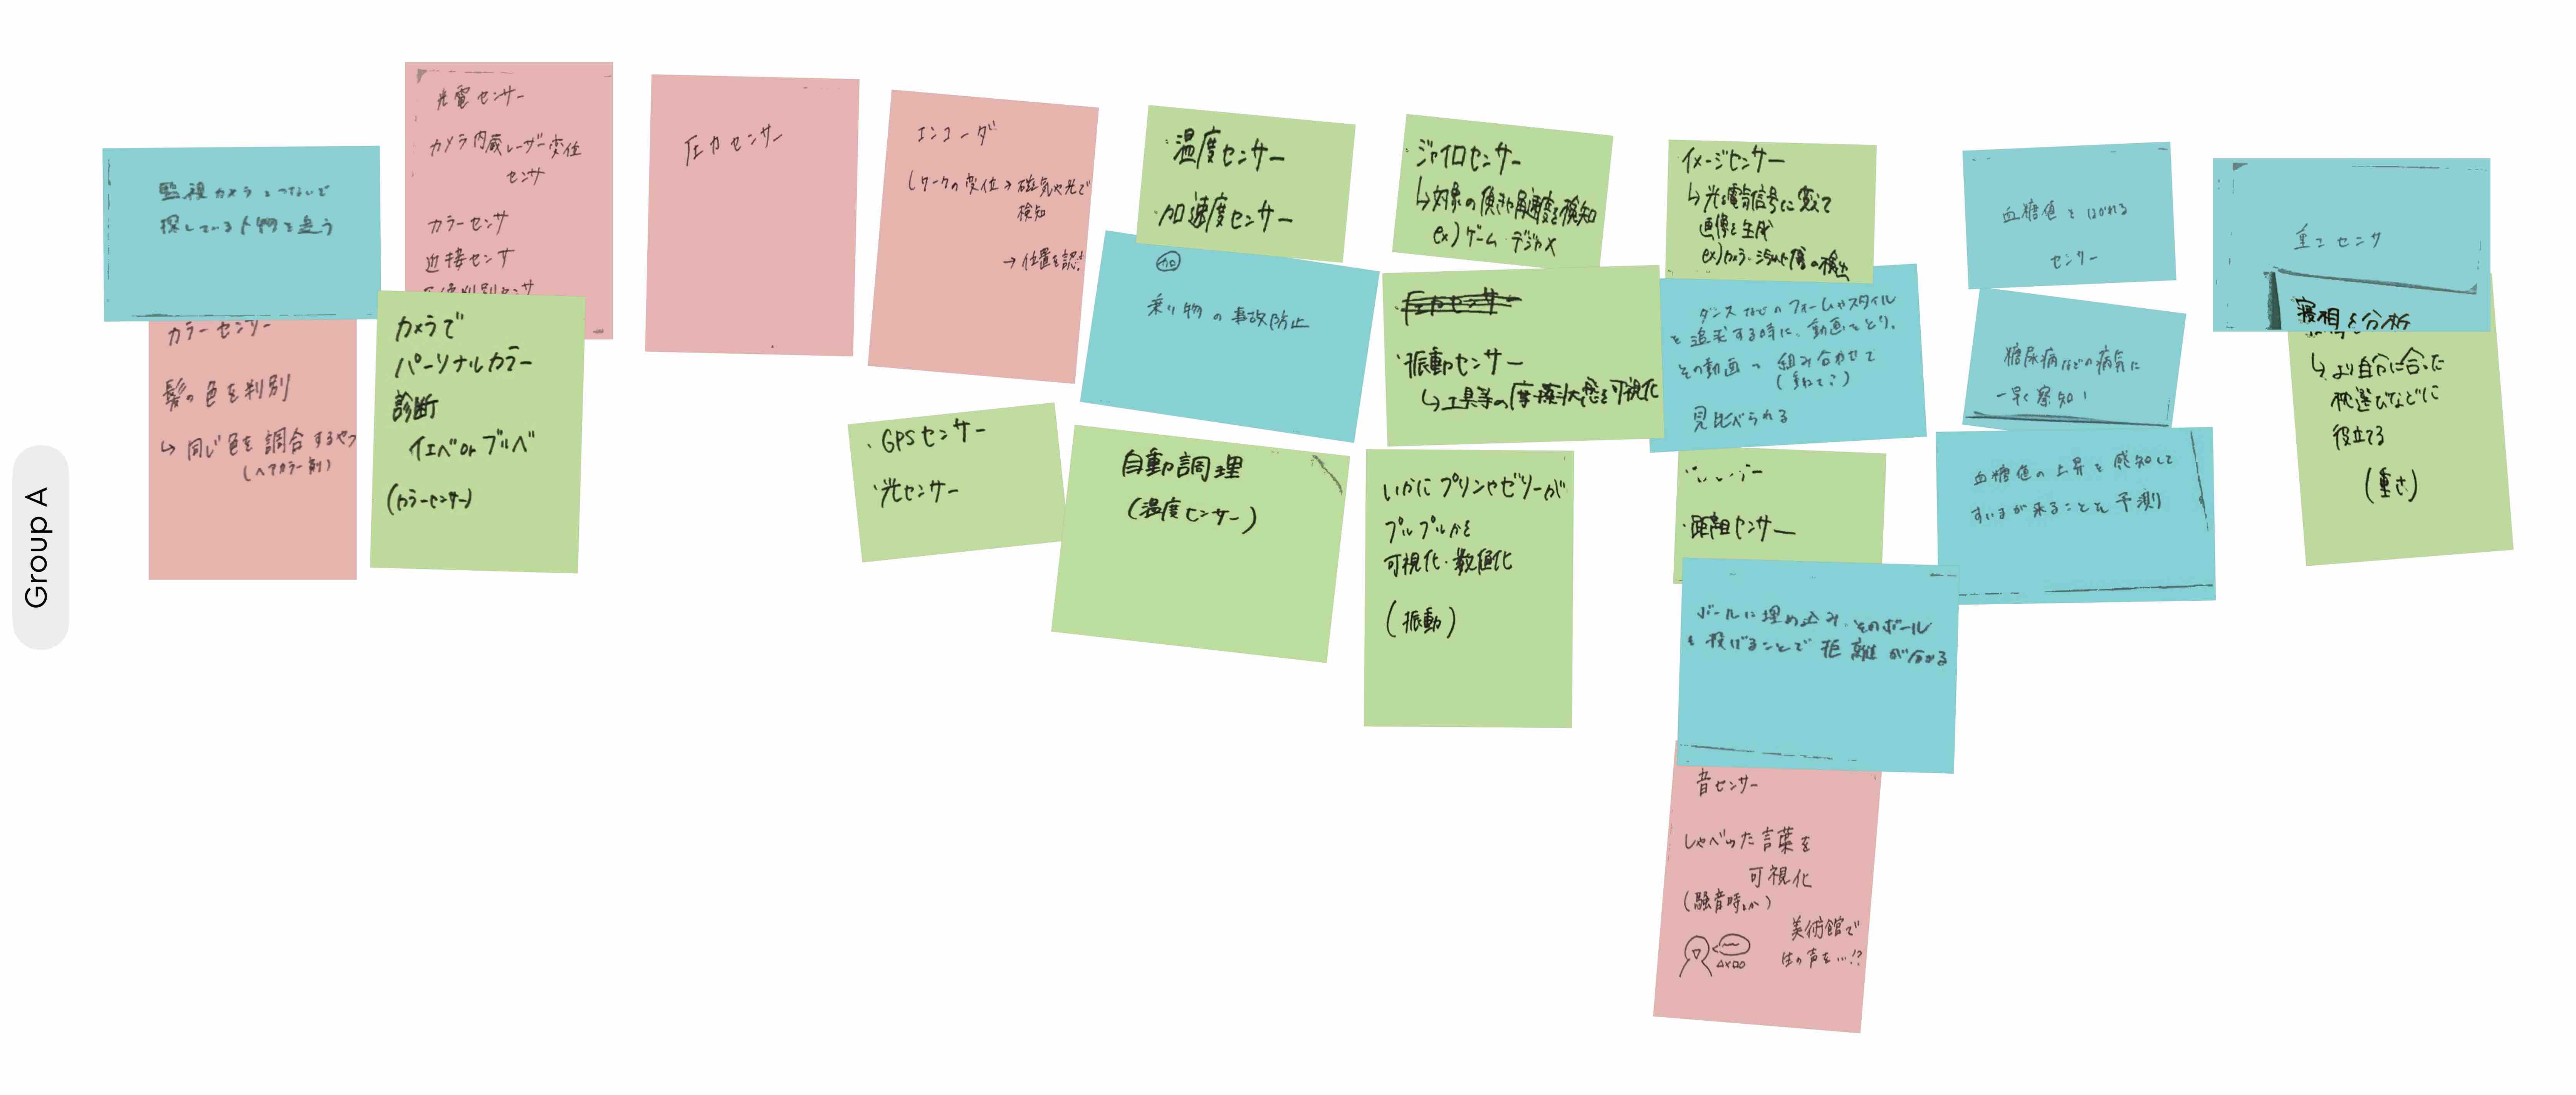 Group A
監視カメラとつないで
探している人物を追う
カラーセンサー
髪の色を判別
↳ 同じ色を調合するやつ
(ヘアカラー剤)
光電センサー
カメラ内蔵レーザー変位
センサ
カラーセンサ
近接センサ
カメラで
パーソナルカラー
診断
イエベorブルベ
(カラーセンサー)
圧力センサー
エンコーダ
↳ワークの変位→磁気や光で
検知
→位置を認
・GPSセンサー
・光センサー
・温度センサー
・加速度センサー
加
乗り物の事故防止
自動調理
(温度センサー)
・ジャイロセンサー
↳対象の傾きや角速度を検知
ex)ゲーム・デジカメ
圧力センサー
・振動センサー
↳工具等の摩擦状態を可視化
いかにプリンやゼリーが
プルプルかを
可視化・数値化
(振動)
イメージセンサー
↳光を電気信号に変えて
画像を生成
ダンスなどのフォームやスタイル
を追求する時に、動画をとり、
その動画を組み合わせて
見比べられる
・距離センサー
ボールに埋め込み、そのボール
を投げることで距離が分かる
音センサー
しゃべった言葉を
可視化
(騒音時とか)
美術館で
生の声を…!?
血糖値をはかれる
センサー
糖尿病などの病気に
早く察知
血糖値の上昇を感知して
すいまが来ることを予測
重さセンサ
寝相を分析
↳より自分に合った
枕選びなどに
役立てる
(重さ)